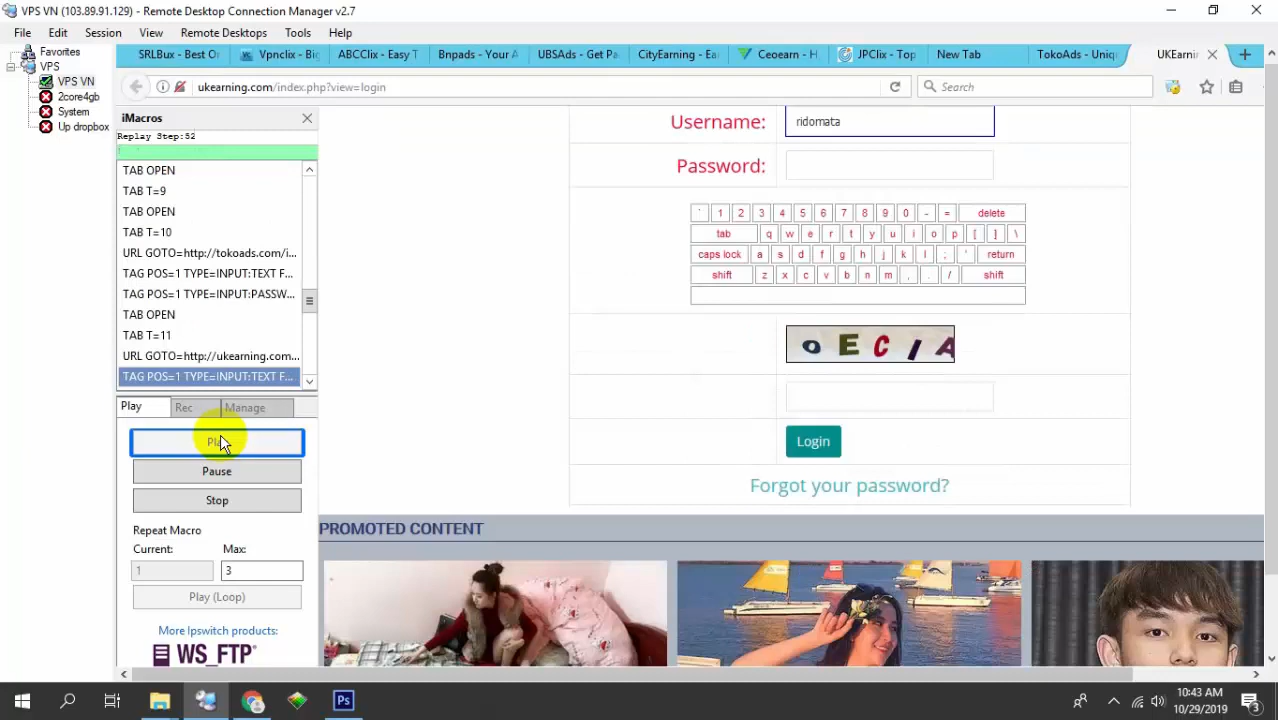 VPS VN (103.89.91.129) - Remote Desktop Connection Manager v2.7
File Edit Session View Remote Desktops Tools Help
Favorites
VPS
VPS VN
2core4gb
System
Up dropbox
SRLBux - Best On
Vpnclix - Big
ABCClix - Easy T
Bnpads - Your A
UBSAds - Get Pa
CityEarning - Ea
Ceoearn - H
JPClix - Top
New Tab
TokoAds - Uniq
UKEarnin
ukearning.com/index.php?view=login
Search
iMacros
Replay Step:52
TAB OPEN
TAB T=9
TAB OPEN
TAB T=10
URL GOTO=http://tokoads.com/i...
TAG POS=1 TYPE=INPUT:TEXT F...
TAG POS=1 TYPE=INPUT:PASSW...
TAB OPEN
TAB T=11
URL GOTO=http://ukearning.com...
TAG POS=1 TYPE=INPUT:TEXT F...
Play Rec Manage
Pause
Stop
Repeat Macro
Current: Max:
1 3
Play (Loop)
More Ipswitch products:
WS_FTP
Username: ridomata
Password:
` 1 2 3 4 5 6 7 8 9 0 - = delete
tab q w e r t y u i o p [ ] \
caps lock a s d f g h j k l ; ' return
shift z x c v b n m , . / shift
O E C I A
Login
Forgot your password?
PROMOTED CONTENT
Ps
10:43 AM
10/29/2019
3